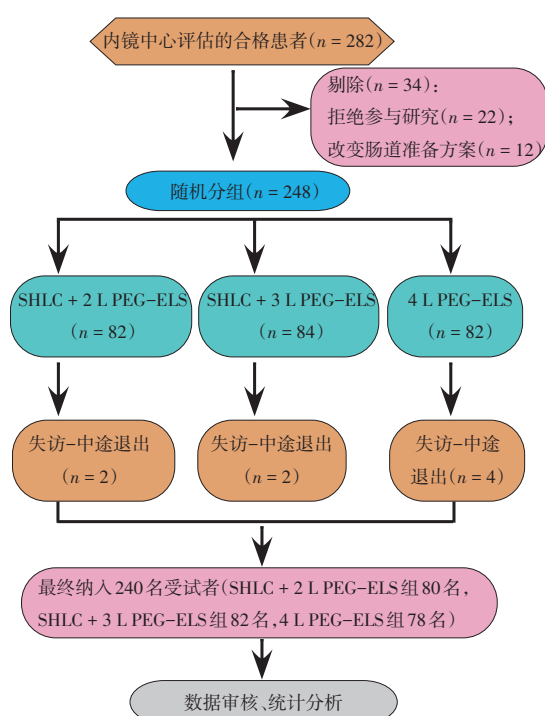 内镜中心评估的合格患者(n = 282)
剔除(n = 34)：
拒绝参与研究(n = 22)；
改变肠道准备方案(n = 12)
随机分组(n = 248)
SHLC + 2 L PEG-ELS
(n = 82)
SHLC + 3 L PEG-ELS
(n = 84)
4 L PEG-ELS
(n = 82)
失访-中途退出
(n = 2)
失访-中途退出
(n = 2)
失访-中途
退出(n = 4)
最终纳入240名受试者(SHLC + 2 L PEG-ELS组80名，
SHLC + 3 L PEG-ELS组82名,4 L PEG-ELS组78名)
数据审核、统计分析